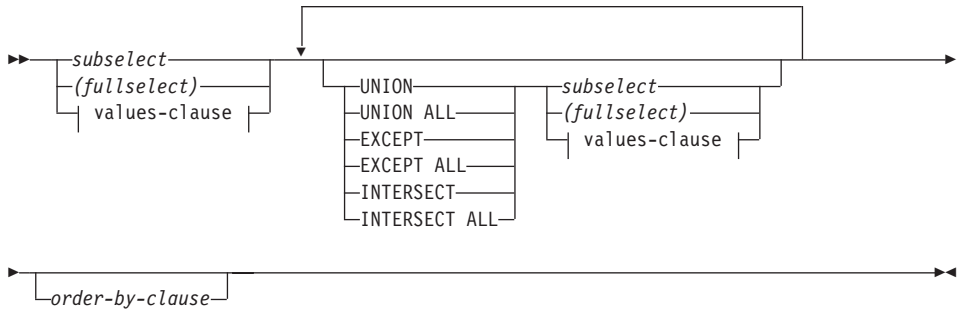 subselect
(fullselect)
values-clause
UNION
UNION ALL
EXCEPT
EXCEPT ALL
INTERSECT
INTERSECT ALL
subselect
(fullselect)
values-clause
order-by-clause